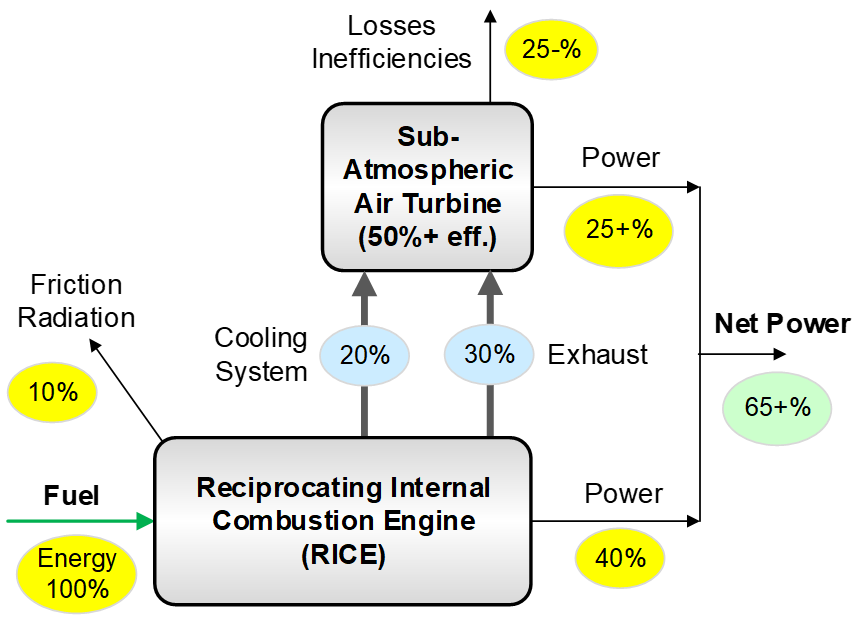 Losses
Inefficiencies
25-%
Sub-
Atmospheric
Air Turbine
(50%+ eff.)
Power
25+%
Friction
Radiation
10%
Cooling
System
20%
30%
Exhaust
Net Power
65+%
Fuel
Energy
100%
Reciprocating Internal
Combustion Engine
(RICE)
Power
40%